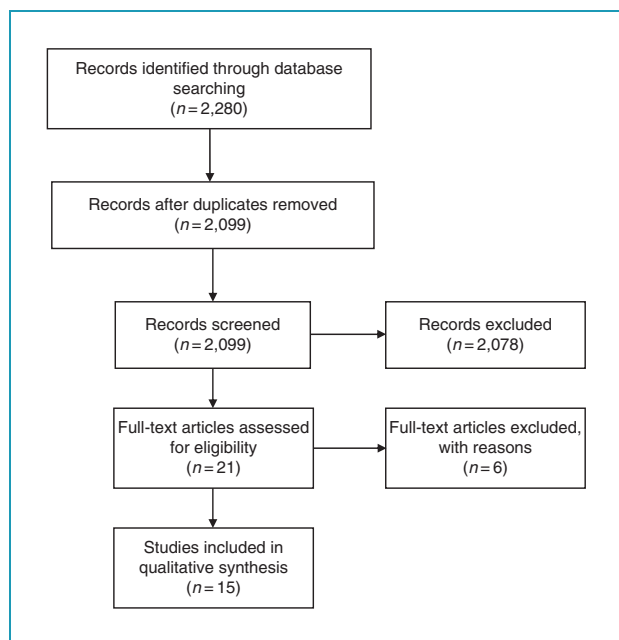 Records identified through database
searching
(n = 2,280)
Records after duplicates removed
(n = 2,099)
Records screened
(n = 2,099)
Records excluded
(n = 2,078)
Full-text articles assessed
for eligibility
(n = 21)
Full-text articles excluded,
with reasons
(n = 6)
Studies included in
qualitative synthesis
(n = 15)